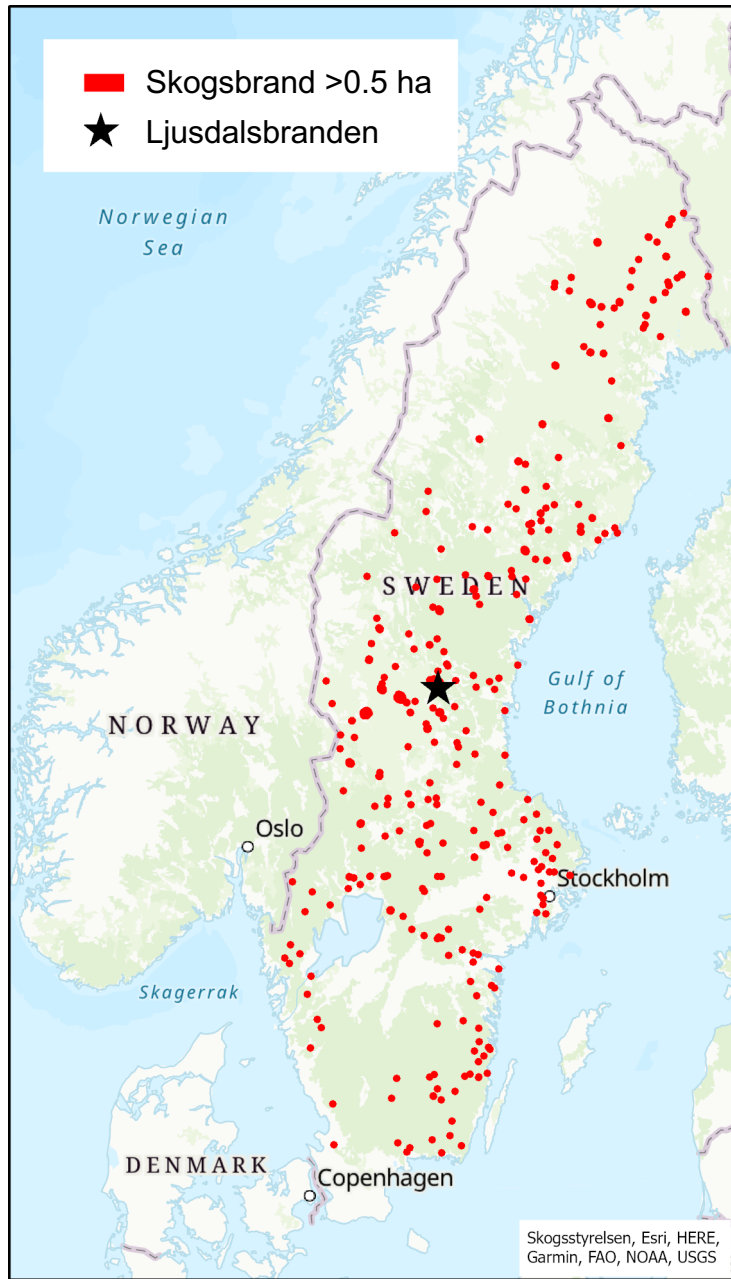 Skogsbrand >0.5 ha
Ljusdalsbranden
Norwegian
Sea
SWEDEN
Gulf of
Bothnia
NORWAY
Oslo
Stockholm
Skagerrak
DENMARK
Copenhagen
Skogsstyrelsen, Esri, HERE,
Garmin, FAO, NOAA, USGS